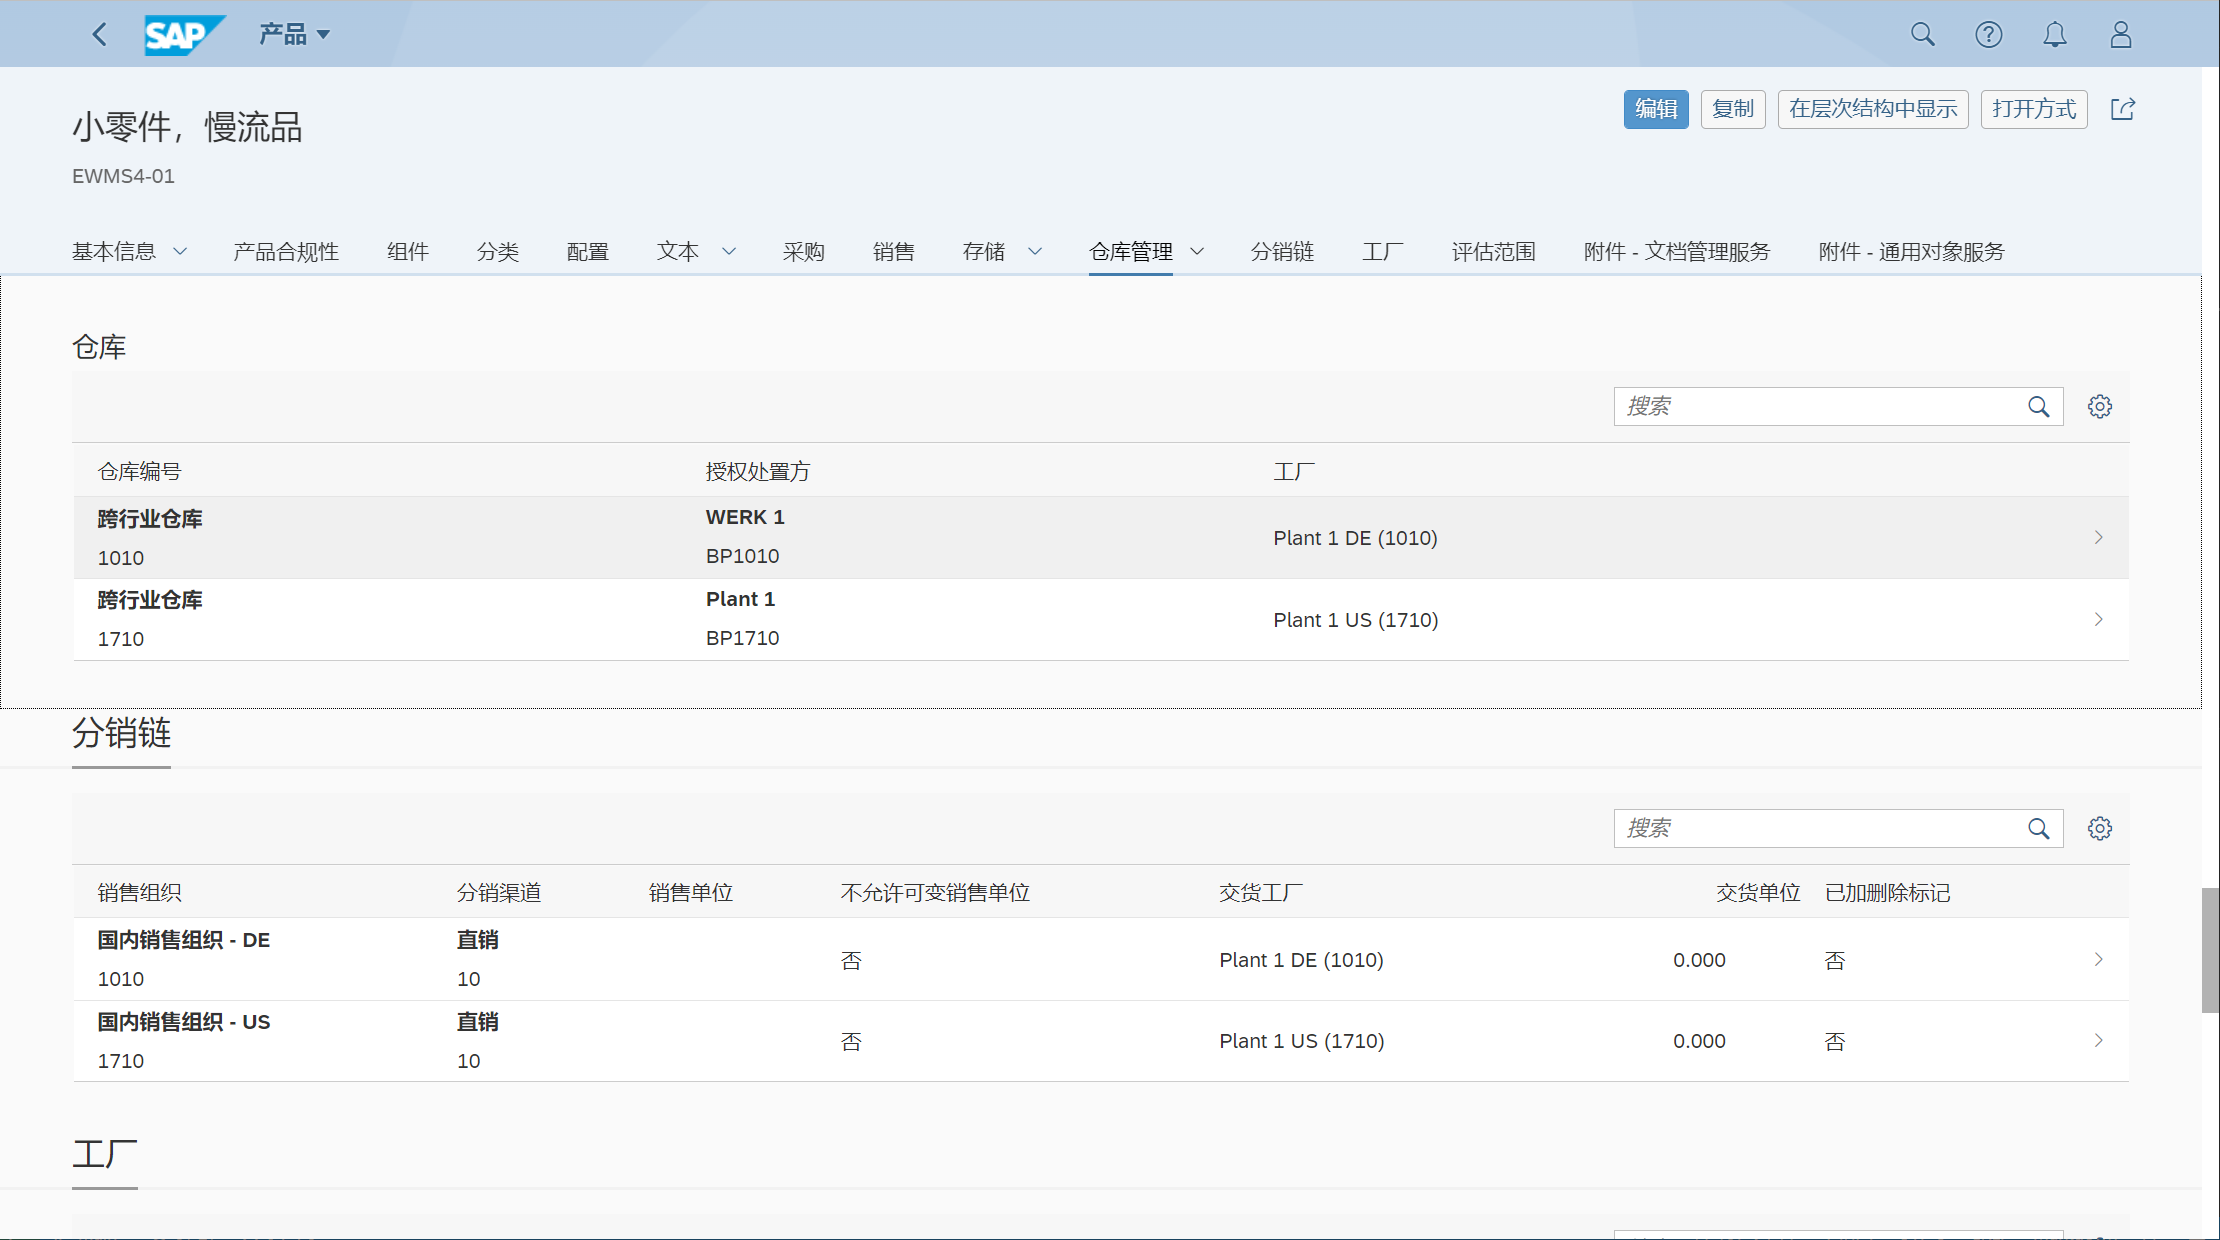 SAP 产品
小零件，慢流品
编辑 复制 在层次结构中显示 打开方式
EWMS4-01
基本信息 产品合规性 组件 分类 配置 文本 采购 销售 存储 仓库管理 分销链 工厂 评估范围 附件 - 文档管理服务 附件 - 通用对象服务
仓库
搜索
仓库编号 授权处置方 工厂
跨行业仓库 WERK 1 Plant 1 DE (1010)
1010 BP1010
跨行业仓库 Plant 1 Plant 1 US (1710)
1710 BP1710
分销链
搜索
销售组织 分销渠道 销售单位 不允许可变销售单位 交货工厂 交货单位 已加删除标记
国内销售组织 - DE 直销 否 Plant 1 DE (1010) 0.000 否
1010 10
国内销售组织 - US 直销 否 Plant 1 US (1710) 0.000 否
1710 10
工厂